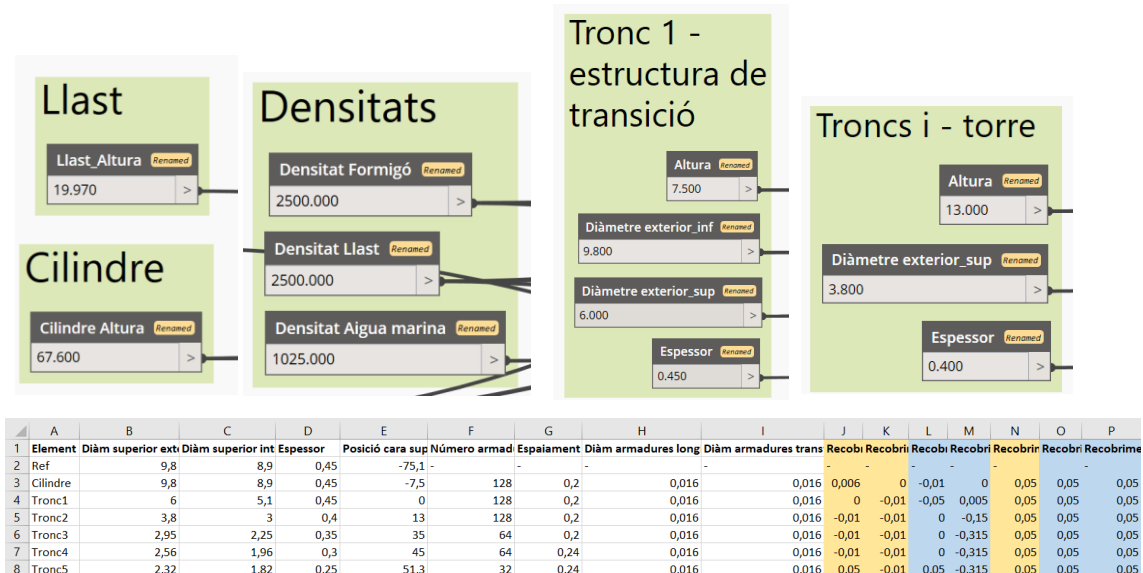 Llast
Llast_Altura Renamed
19.970 >
Cilindre
Cilindre Altura Renamed
67.600 >
Densitats
Densitat Formigó Renamed
2500.000 >
Densitat Llast Renamed
2500.000 >
Densitat Aigua marina Renamed
1025.000 >
Tronc 1 -
estructura de
transició
Altura Renamed
7.500 >
Diàmetre exterior_inf Renamed
9.800 >
Diàmetre exterior_sup Renamed
6.000 >
Espessor Renamed
0.450 >
Troncs i - torre
Altura Renamed
13.000 >
Diàmetre exterior_sup Renamed
3.800 >
Espessor Renamed
0.400 >
A B C D E F G H I J K L M N O P
1 Element Diàm superior exte Diàm superior int Espessor Posició cara sup Número armad Espaiament Diàm armadures long Diàm armadures trans Recobr Recobri Recobr Recobri Recobrin Recobri Recobrime
2 Ref 9,8 8,9 0,45 -75,1 - - - - - - - - - - -
3 Cilindre 9,8 8,9 0,45 -7,5 128 0,2 0,016 0,016 0,006 0 -0,01 0 0,05 0,05 0,05
4 Tronc1 6 5,1 0,45 0 128 0,2 0,016 0,016 0 -0,01 -0,05 0,005 0,05 0,05 0,05
5 Tronc2 3,8 3 0,4 13 128 0,2 0,016 0,016 -0,01 -0,01 0 -0,15 0,05 0,05 0,05
6 Tronc3 2,95 2,25 0,35 35 64 0,2 0,016 0,016 -0,01 -0,01 0 -0,315 0,05 0,05 0,05
7 Tronc4 2,56 1,96 0,3 45 64 0,24 0,016 0,016 -0,01 -0,01 0 -0,315 0,05 0,05 0,05
8 Tronc5 2,32 1,82 0,25 51,3 32 0,24 0,016 0,016 0,05 -0,01 0,05 -0,315 0,05 0,05 0,05